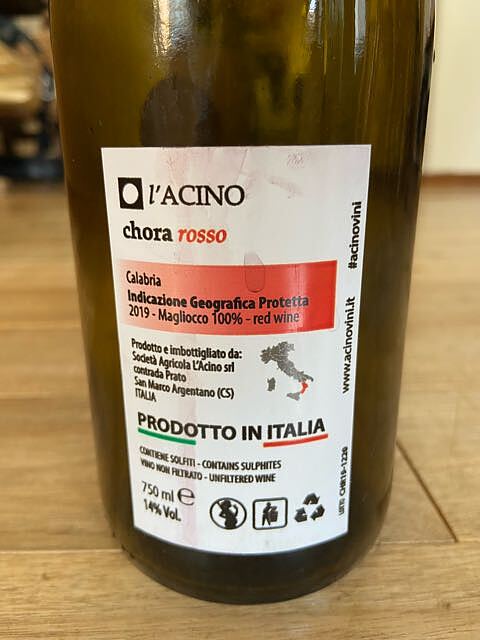 l'ACINO
chora rosso
Calabria
Indicazione Geografica Protetta
2019 - Magliocco 100% - red wine
Prodotto e imbottigliato da:
Società Agricola L'Acino srl
contrada Prato
San Marco Argentano (CS)
ITALIA
PRODOTTO IN ITALIA
CONTIENE SOLFITI - CONTAINS SULPHITES
VINO NON FILTRATO - UNFILTERED WINE
750 ml e
14% Vol.
www.acinovini.it #acinovini